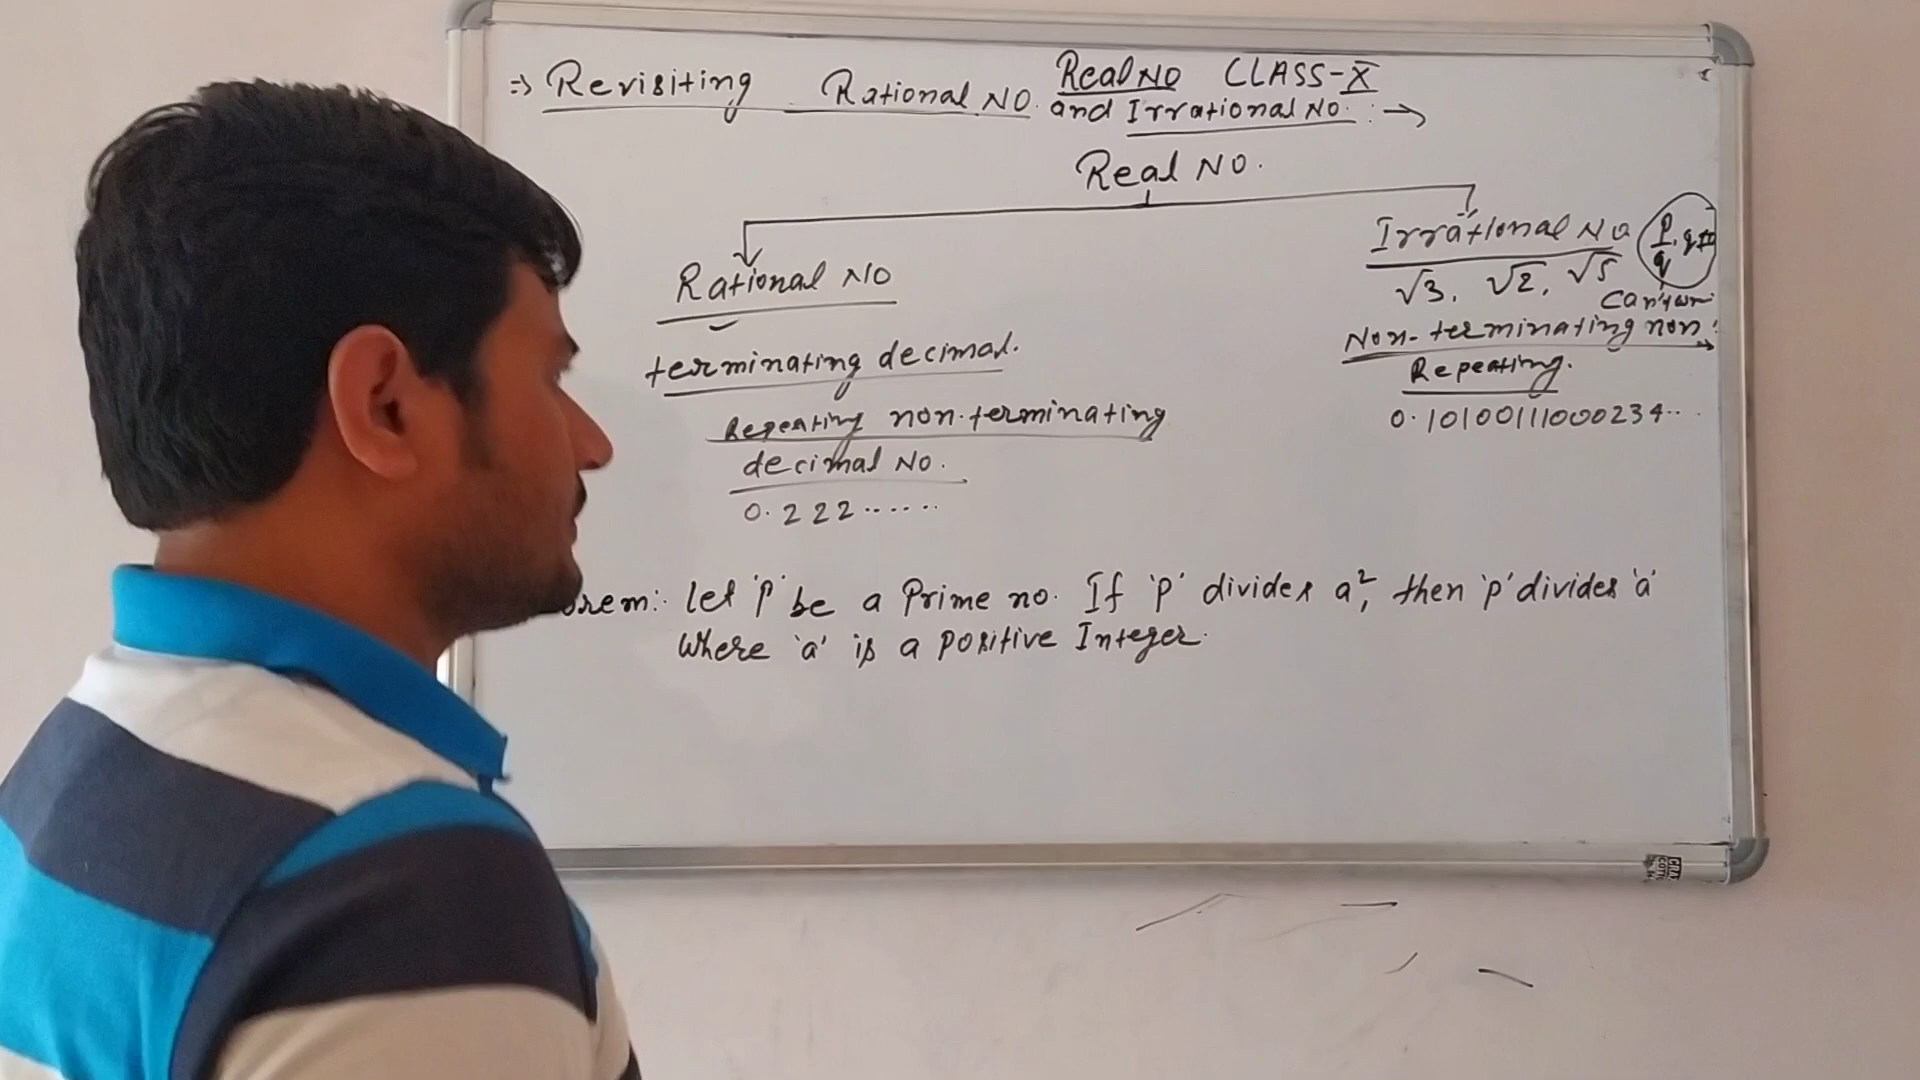 Real NO CLASS-X
⇒ Revisiting Rational NO. and Irrational No. :→
Real NO.
Rational NO
terminating decimal.
Repeating non-terminating
decimal No.
0.222......
Irrational No p/q, q≠0
√3, √2, √5
Can't
Non-terminating non.
Repeating.
0.10100111000234...
orem:. let 'P' be a Prime no. If 'p' divides a², then 'p' divides 'a'
Where 'a' is a Positive Integer.